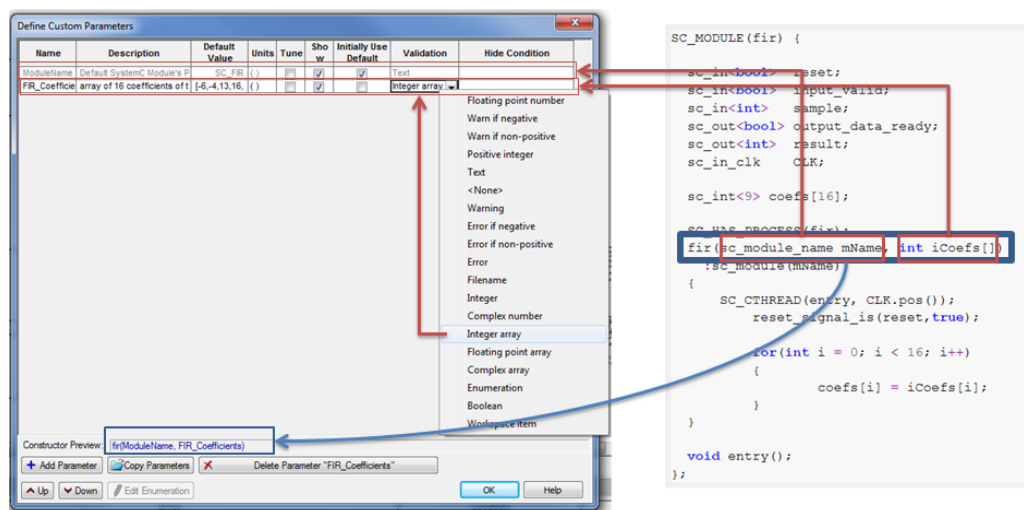 Define Custom Parameters
Name Description Default Value Units Tune Sho w Initially Use Default Validation Hide Condition
ModuleName Default SystemC Module's P SC_FIR ( ) Text
FIR_Coefficie array of 16 coefficients of t [-6,-4,13,16, ( ) Integer array
Floating point number
Warn if negative
Warn if non-positive
Positive integer
Text
<None>
Warning
Error if negative
Error if non-positive
Error
Filename
Integer
Complex number
Integer array
Floating point array
Complex array
Enumeration
Boolean
Workspace item
Constructor Preview: fir(ModuleName, FIR_Coefficients)
Add Parameter Copy Parameters Delete Parameter "FIR_Coefficients"
Up Down Edit Enumeration OK Help
SC_MODULE(fir) {
sc_in<bool> reset;
sc_in<bool> input_valid;
sc_in<int> sample;
sc_out<bool> output_data_ready;
sc_out<int> result;
sc_in_clk CLK;
sc_int<9> coefs[16];
SC_HAS_PROCESS(fir);
fir(sc_module_name mName, int iCoefs[])
:sc_module(mName)
{
SC_CTHREAD(entry, CLK.pos());
reset_signal_is(reset,true);
for(int i = 0; i < 16; i++)
{
coefs[i] = iCoefs[i];
}
}
void entry();
};